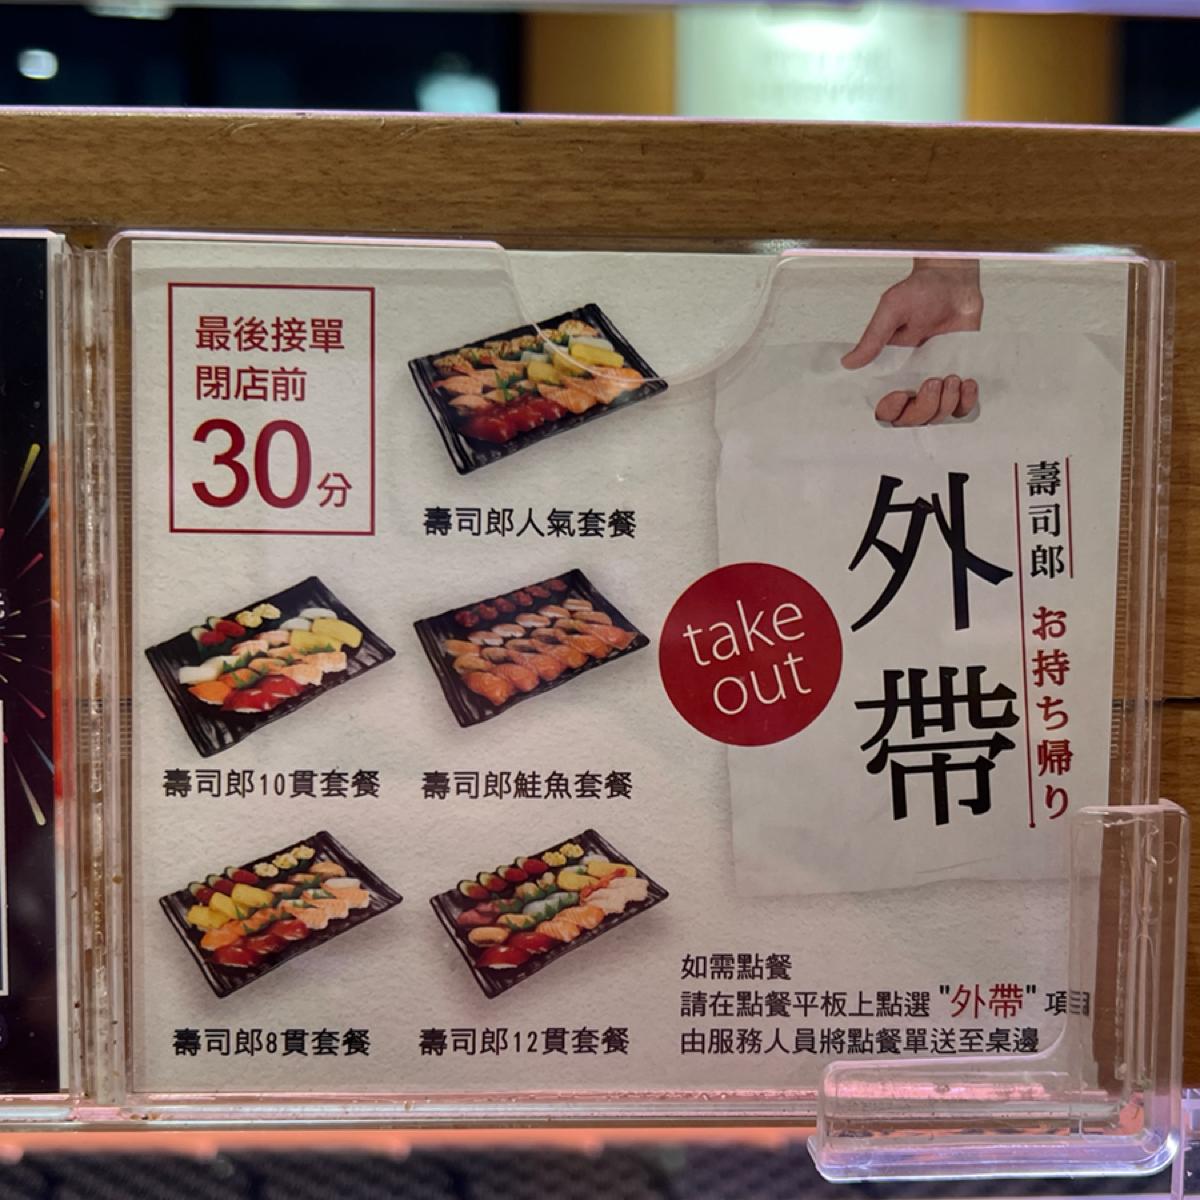 最後接單
閉店前
30分
壽司郎人氣套餐
壽司郎10貫套餐
壽司郎鮭魚套餐
壽司郎8貫套餐
壽司郎12貫套餐
take
out
外帶
壽司郎 お持ち帰り
如需點餐
請在點餐平板上點選 "外帶" 項目
由服務人員將點餐單送至桌邊